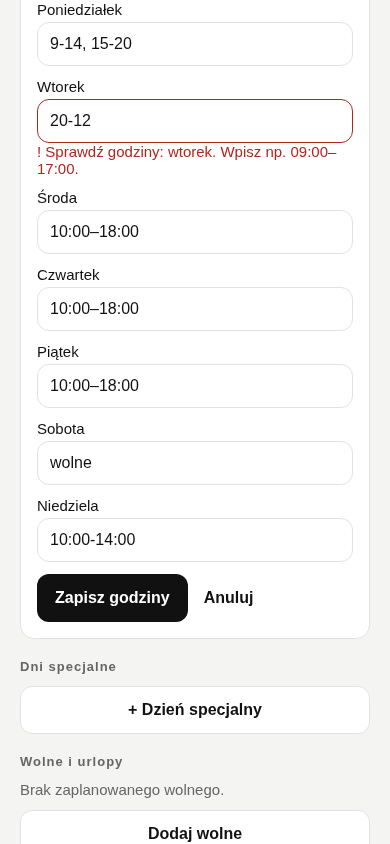 Poniedziałek
9-14, 15-20
Wtorek
20-12
! Sprawdź godziny: wtorek. Wpisz np. 09:00–
17:00.
Środa
10:00–18:00
Czwartek
10:00–18:00
Piątek
10:00–18:00
Sobota
wolne
Niedziela
10:00-14:00
Zapisz godziny Anuluj
Dni specjalne
+ Dzień specjalny
Wolne i urlopy
Brak zaplanowanego wolnego.
Dodaj wolne